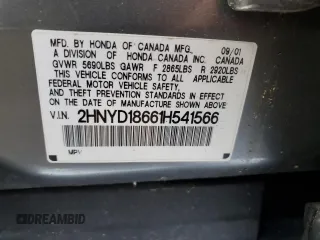 MFD. BY HONDA OF CANADA MFG. 09/01
A DIVISION OF HONDA CANADA INC. CANADA
GVWR 5690LBS GAWR F 2865LBS R 2920LBS
THIS VEHICLE CONFORMS TO ALL APPLICABLE
FEDERAL MOTOR VEHICLE SAFETY,
AND THEFT PREVENTION STANDARDS IN EFFECT
ON THE DATE OF MANUFACTURE SHOWN ABOVE.
V.I.N. 2HNYD18661H541566
MPV
DREAMBID